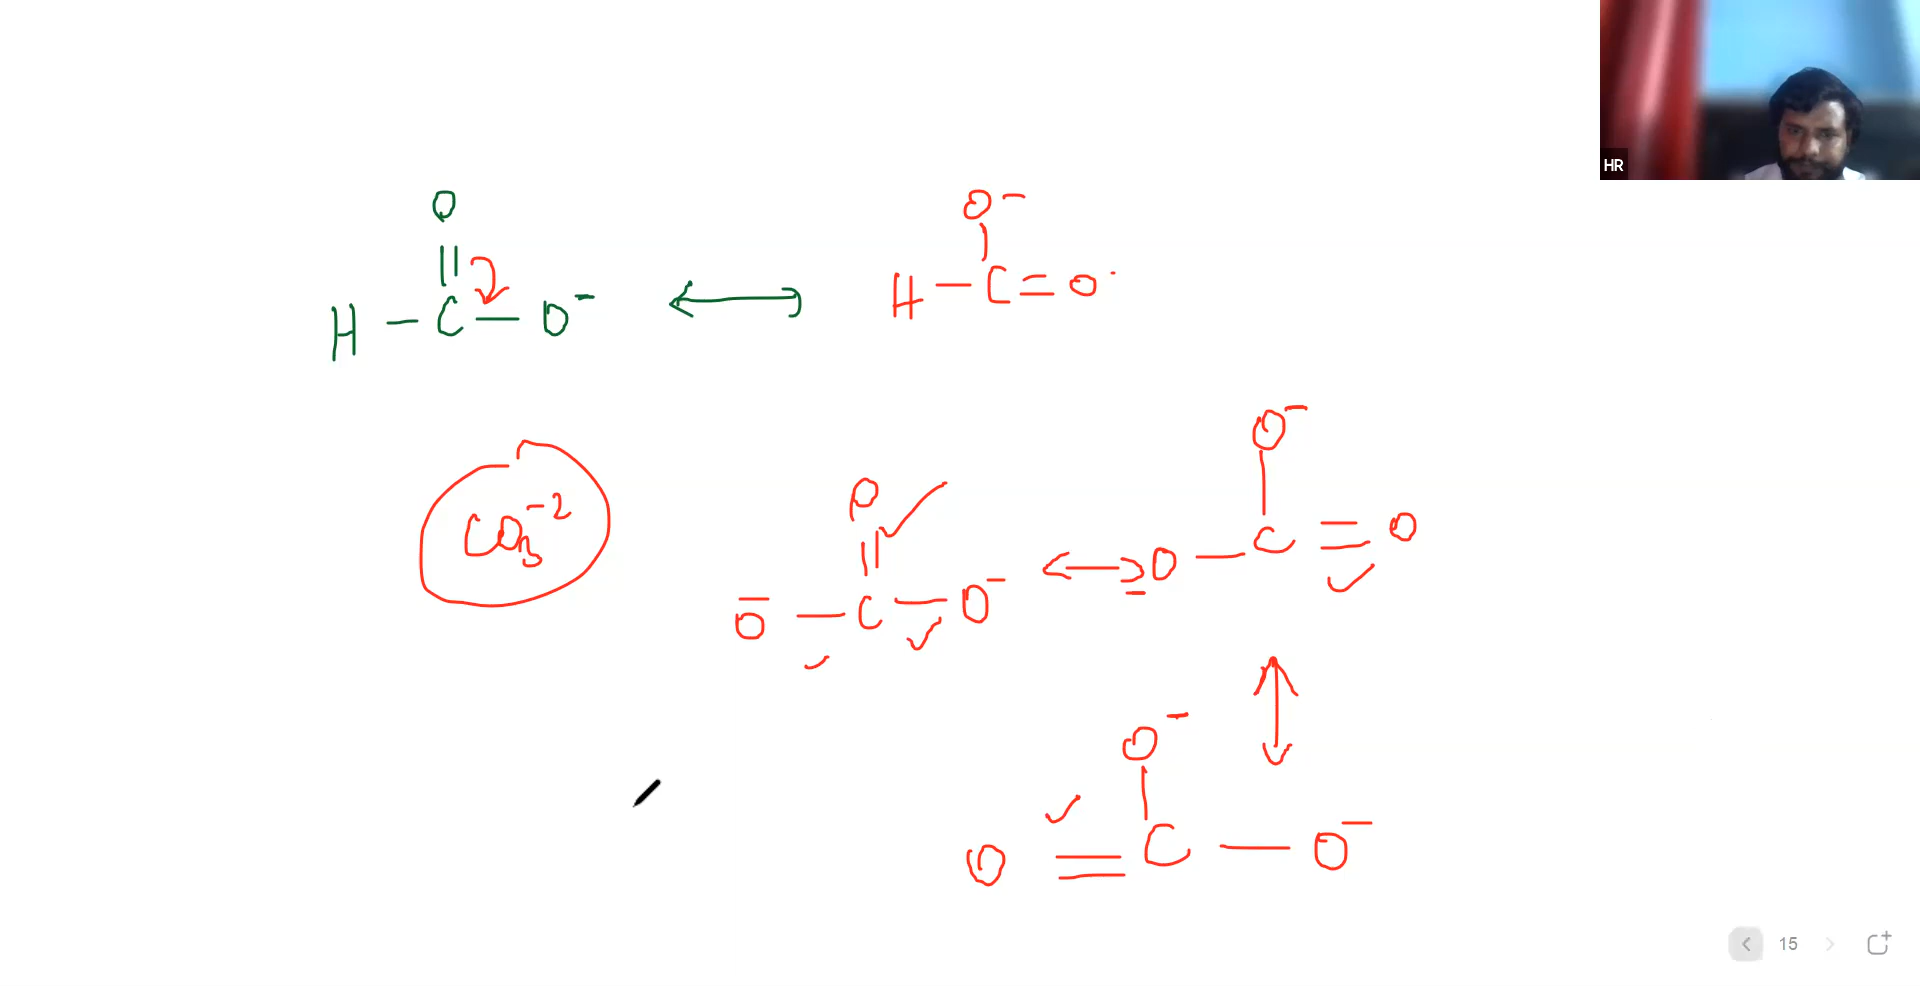 HR
O O⁻
|| |
H – C – O⁻ ⟷ H – C = O
CO₃⁻²
O
||
O⁻ – C – O⁻
⟷
O⁻
|
⁻O – C = O
↕
O⁻
|
O = C – O⁻
15